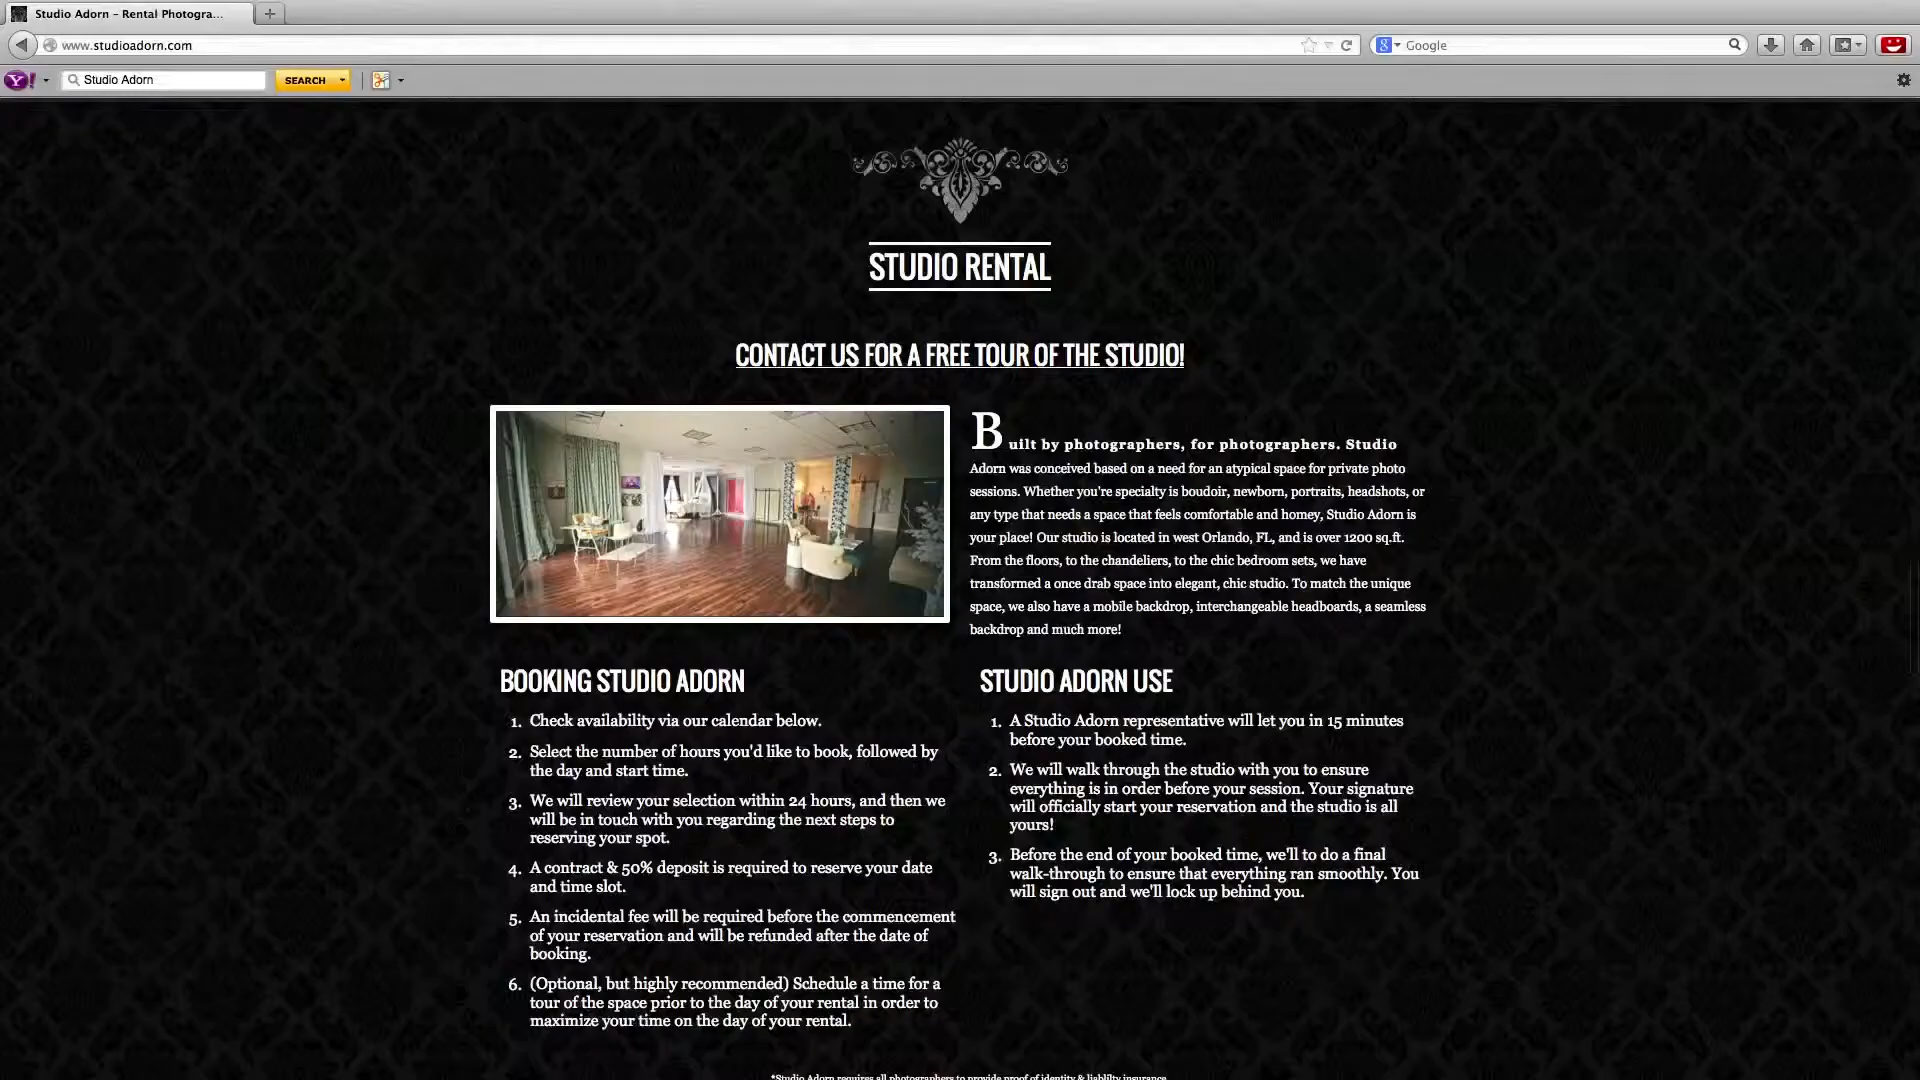 Studio Adorn – Rental Photogra...
www.studioadorn.com
Google
Studio Adorn
SEARCH
STUDIO RENTAL
CONTACT US FOR A FREE TOUR OF THE STUDIO!
Built by photographers, for photographers. Studio
Adorn was conceived based on a need for an atypical space for private photo
sessions. Whether you're specialty is boudoir, newborn, portraits, headshots, or
any type that needs a space that feels comfortable and homey, Studio Adorn is
your place! Our studio is located in west Orlando, FL, and is over 1200 sq.ft.
From the floors, to the chandeliers, to the chic bedroom sets, we have
transformed a once drab space into elegant, chic studio. To match the unique
space, we also have a mobile backdrop, interchangeable headboards, a seamless
backdrop and much more!
BOOKING STUDIO ADORN
1. Check availability via our calendar below.
2. Select the number of hours you'd like to book, followed by
the day and start time.
3. We will review your selection within 24 hours, and then we
will be in touch with you regarding the next steps to
reserving your spot.
4. A contract & 50% deposit is required to reserve your date
and time slot.
5. An incidental fee will be required before the commencement
of your reservation and will be refunded after the date of
booking.
6. (Optional, but highly recommended) Schedule a time for a
tour of the space prior to the day of your rental in order to
maximize your time on the day of your rental.
STUDIO ADORN USE
1. A Studio Adorn representative will let you in 15 minutes
before your booked time.
2. We will walk through the studio with you to ensure
everything is in order before your session. Your signature
will officially start your reservation and the studio is all
yours!
3. Before the end of your booked time, we'll to do a final
walk-through to ensure that everything ran smoothly. You
will sign out and we'll lock up behind you.
*Studio Adorn requires all photographers to provide proof of identity & liablilty insurance